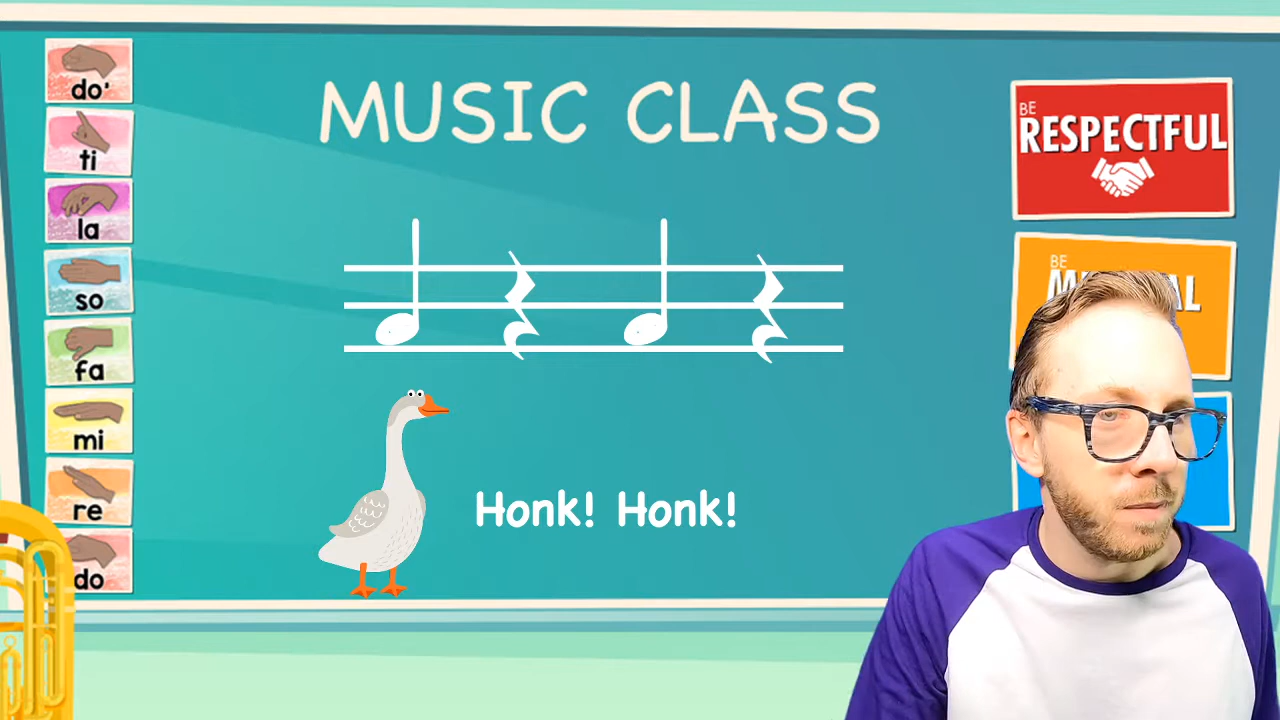 MUSIC CLASS
do'
ti
la
so
fa
mi
re
do
Honk! Honk!
BE
RESPECTFUL
BE